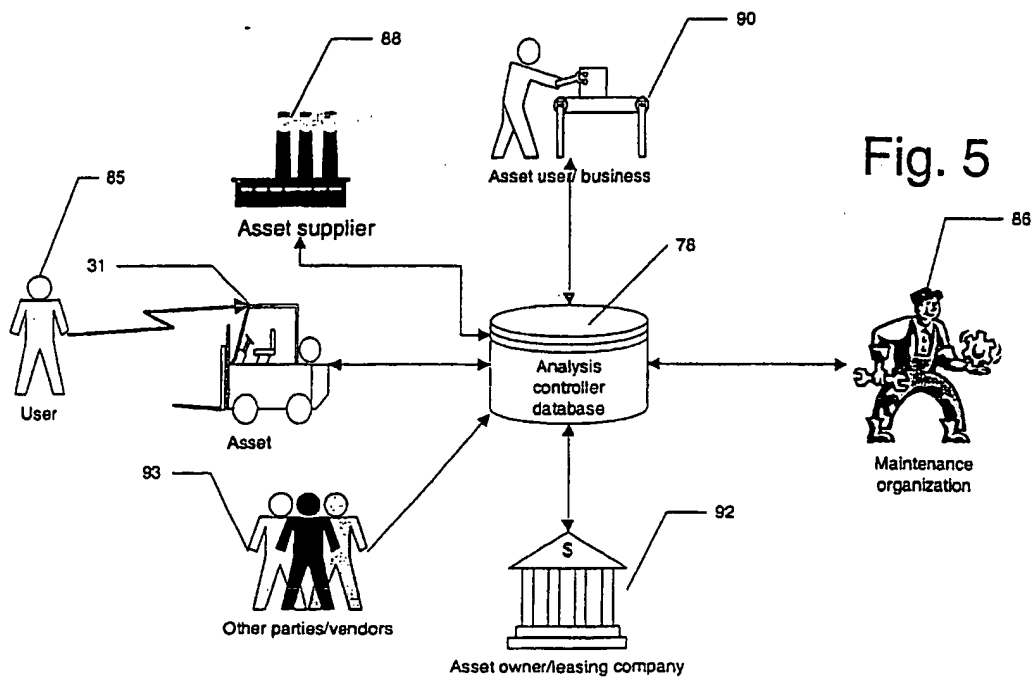 88
90
Fig. 5
Asset user/ business
85
86
Asset supplier
78
31
Analysis
controller
database
User
Asset
Maintenance
organization
93
92
$
Other parties/vendors
Asset owner/leasing company